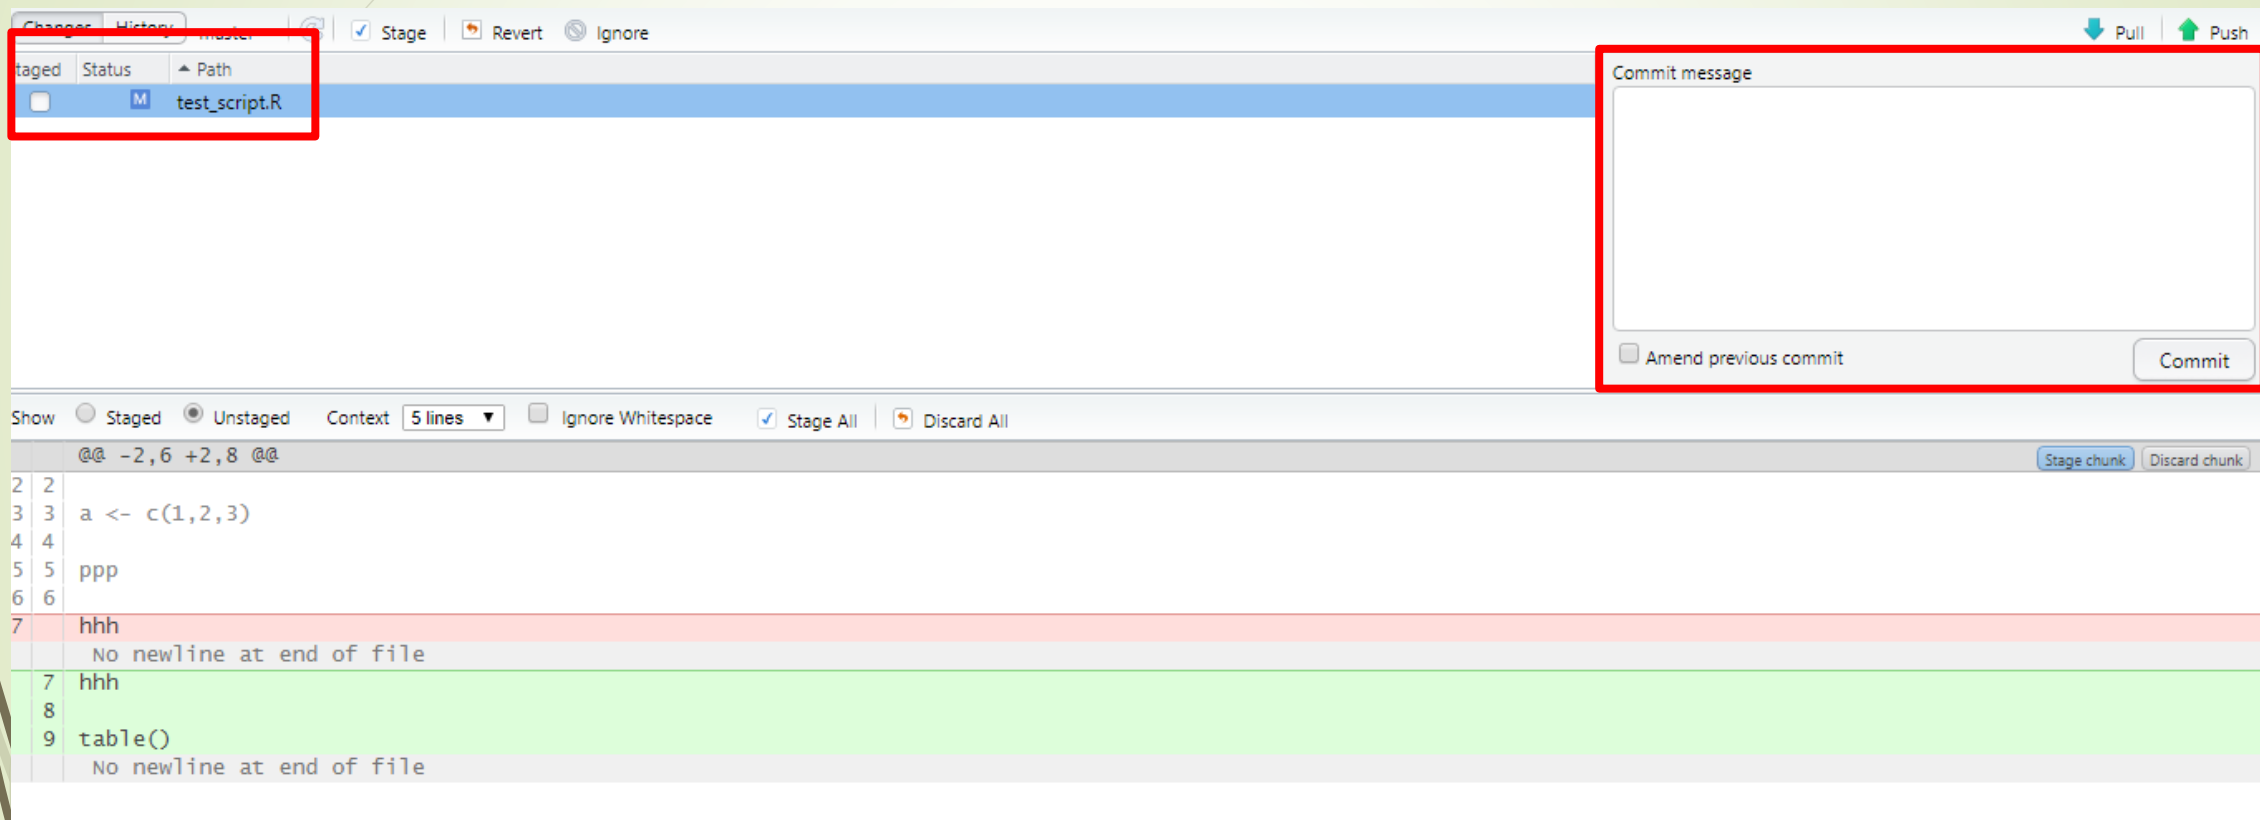 Changes History master Stage Revert Ignore Pull Push
taged Status Path
M test_script.R
Commit message
Amend previous commit Commit
Show Staged Unstaged Context 5 lines Ignore Whitespace Stage All Discard All
@@ -2,6 +2,8 @@ Stage chunk Discard chunk
2 2
3 3 a <- c(1,2,3)
4 4
5 5 ppp
6 6
7 hhh
No newline at end of file
7 hhh
8
9 table()
No newline at end of file